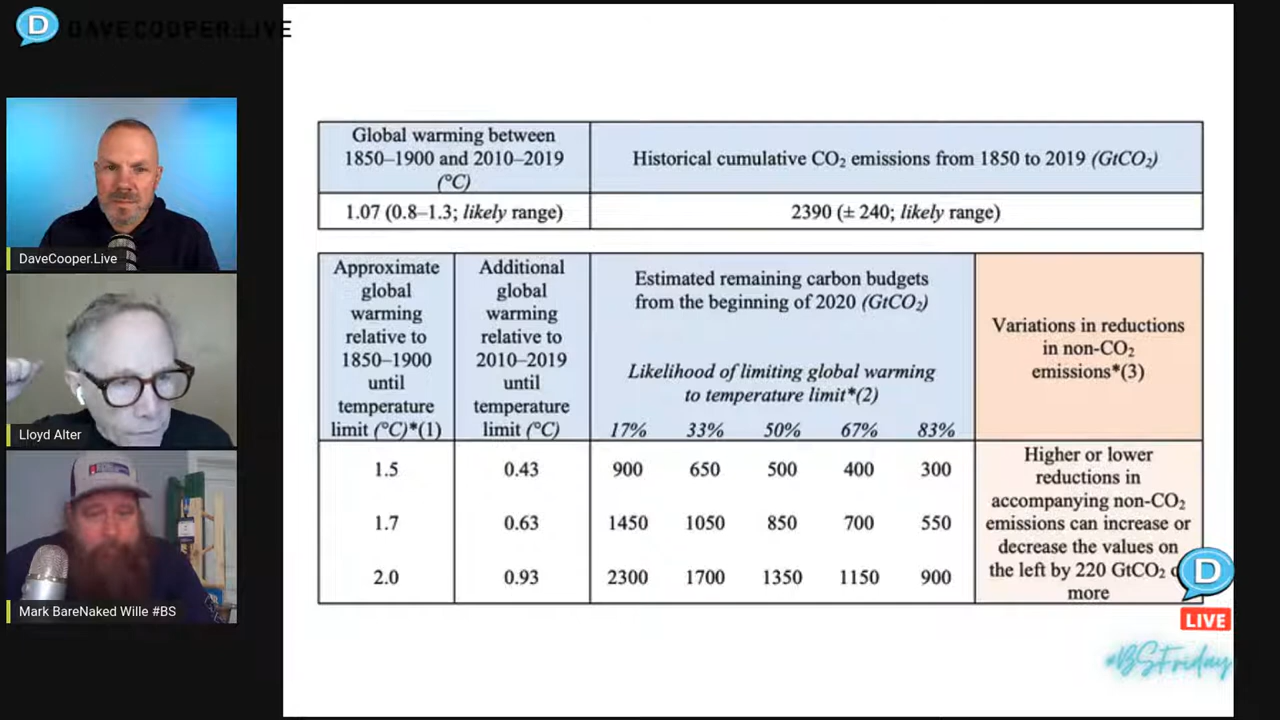 DAVECOOPER.LIVE
DaveCooper.Live
Lloyd Alter
Mark BareNaked Wille #BS
Global warming between
1850–1900 and 2010–2019
(°C)
Historical cumulative CO₂ emissions from 1850 to 2019 (GtCO₂)
1.07 (0.8–1.3; likely range)
2390 (± 240; likely range)
Approximate
global
warming
relative to
1850–1900
until
temperature
limit (°C)*(1)
Additional
global
warming
relative to
2010–2019
until
temperature
limit (°C)
Estimated remaining carbon budgets
from the beginning of 2020 (GtCO₂)
Likelihood of limiting global warming
to temperature limit*(2)
17% 33% 50% 67% 83%
Variations in reductions
in non-CO₂
emissions*(3)
1.5 0.43 900 650 500 400 300
1.7 0.63 1450 1050 850 700 550
2.0 0.93 2300 1700 1350 1150 900
Higher or lower
reductions in
accompanying non-CO₂
emissions can increase or
decrease the values on
the left by 220 GtCO₂
more
D
LIVE
#BSFriday